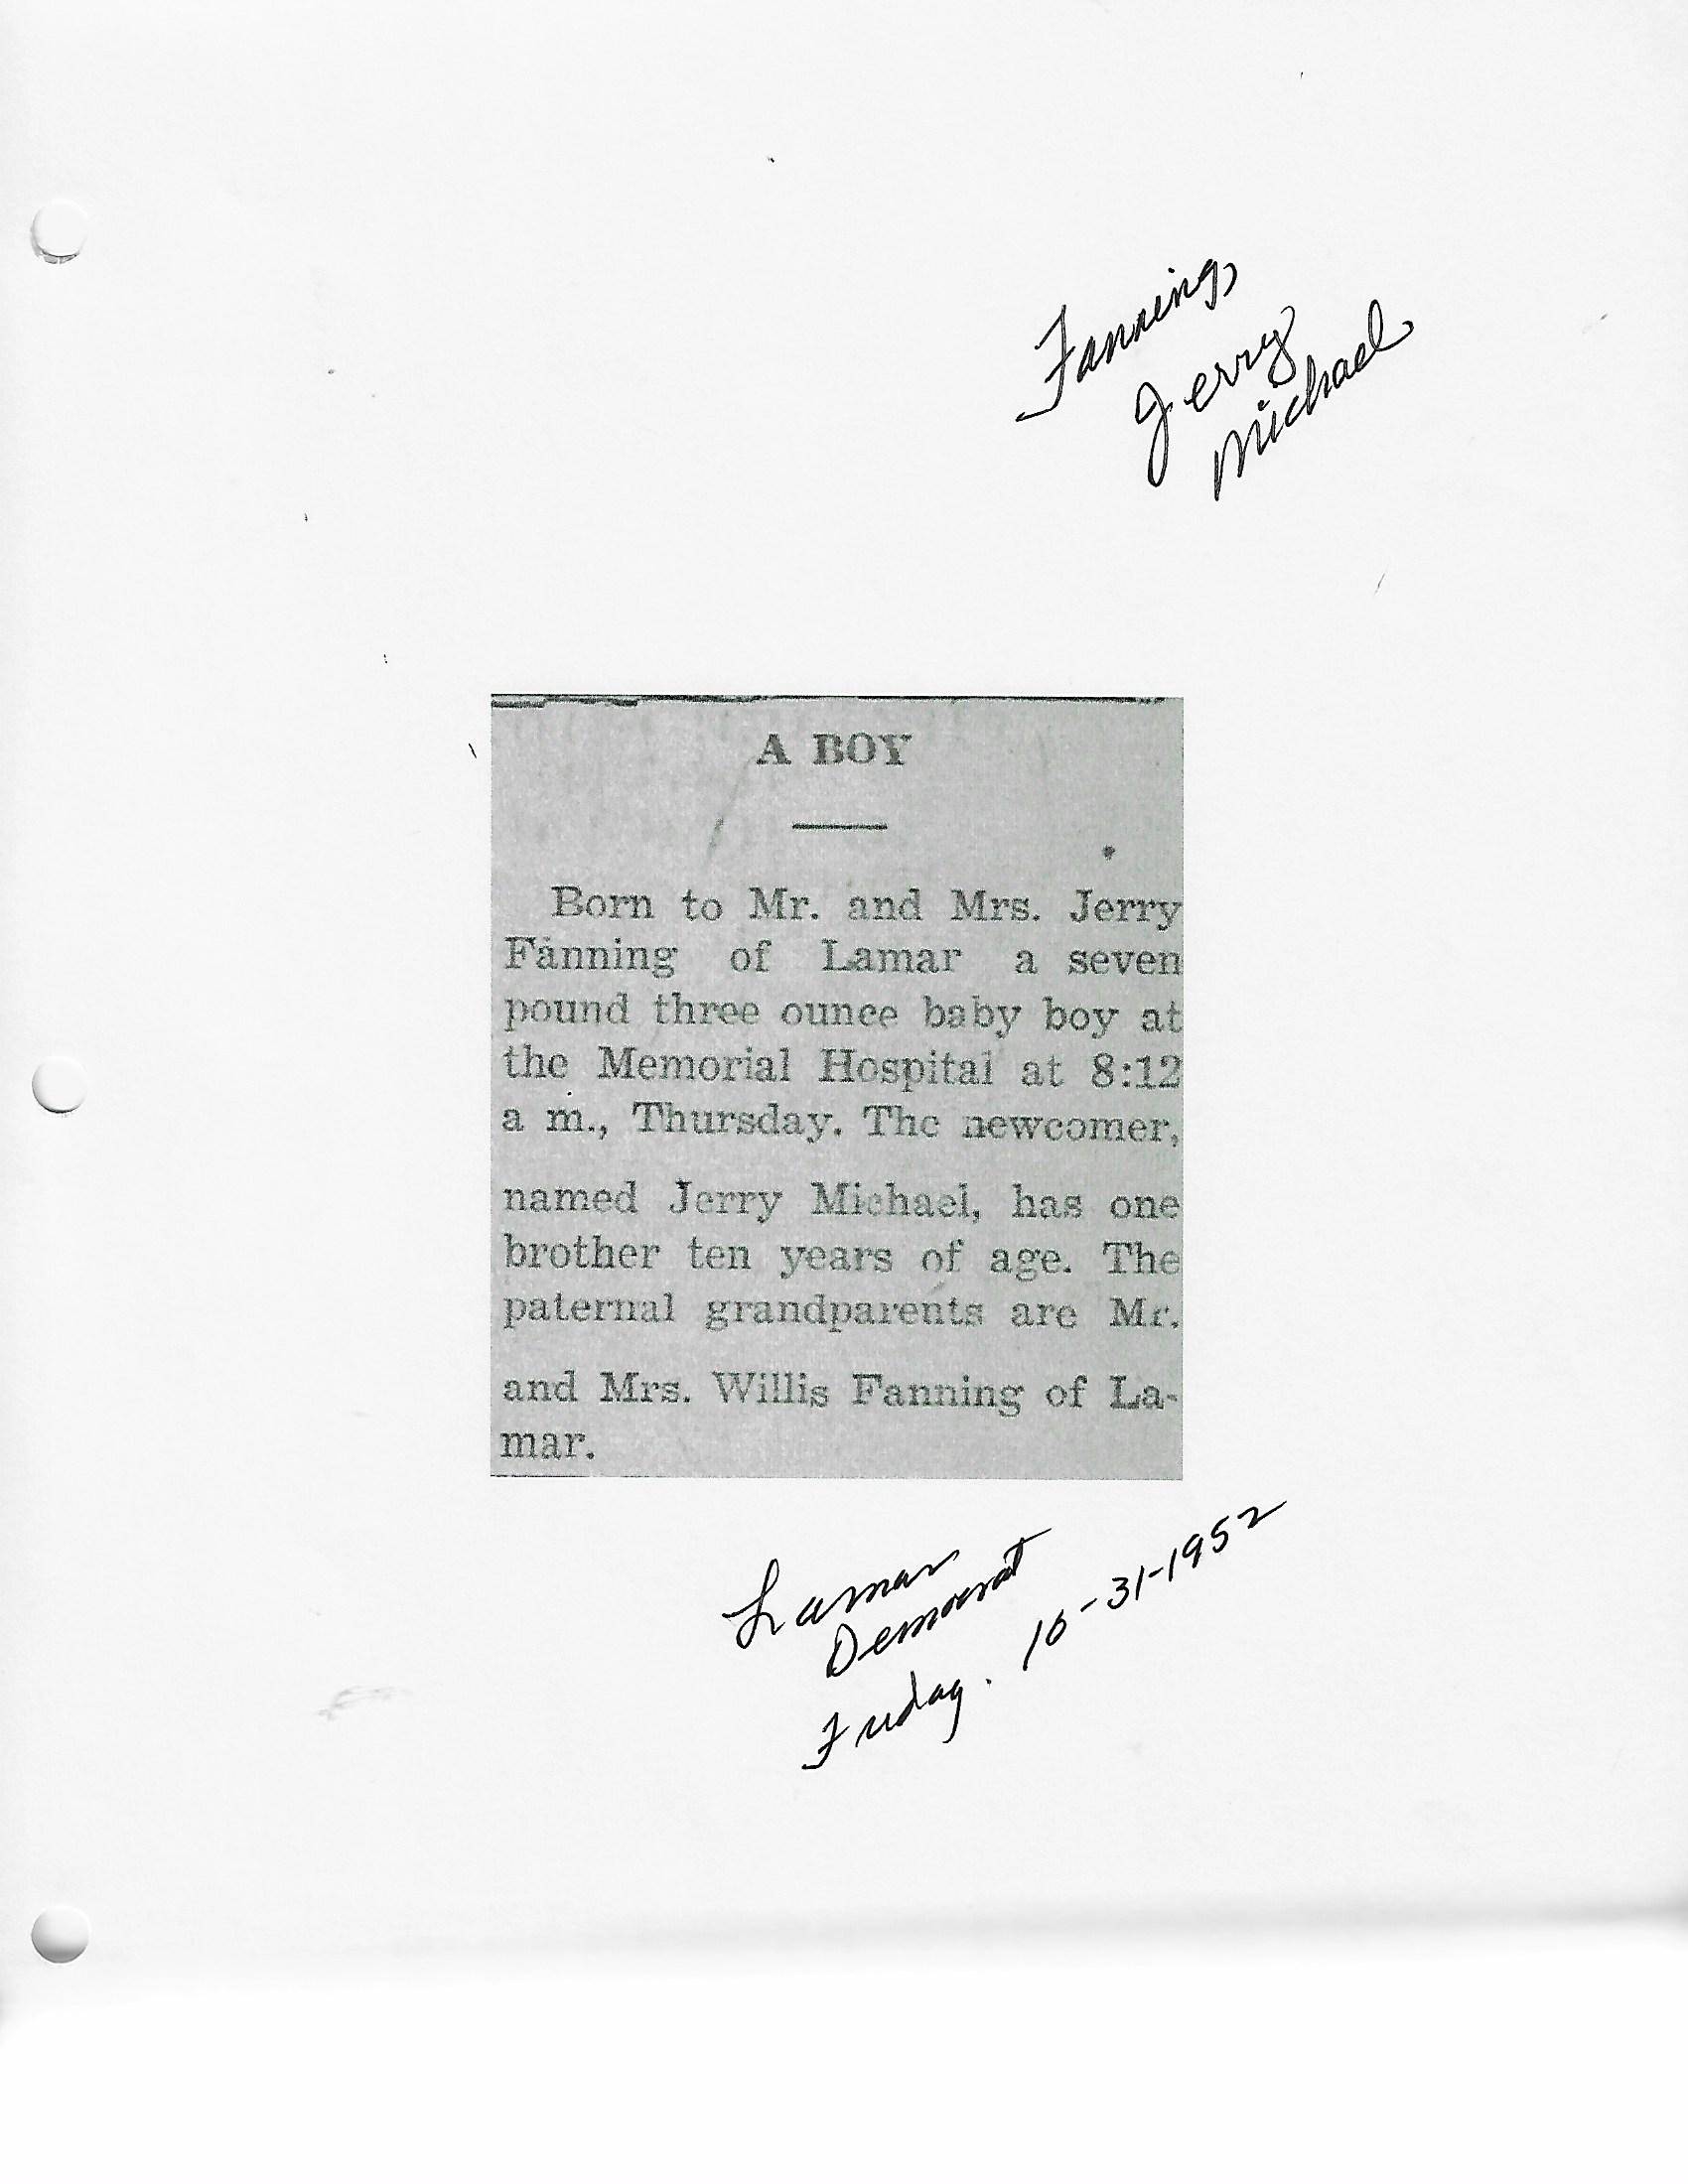 Fanning,
Jerry
Michael
A BOY
Born to Mr. and Mrs. Jerry
Fanning of Lamar a seven
pound three ounce baby boy at
the Memorial Hospital at 8:12
a m., Thursday. The newcomer,
named Jerry Michael, has one
brother ten years of age. The
paternal grandparents are Mr.
and Mrs. Willis Fanning of La-
mar.
Lamar
Democrat
Friday. 10-31-1952